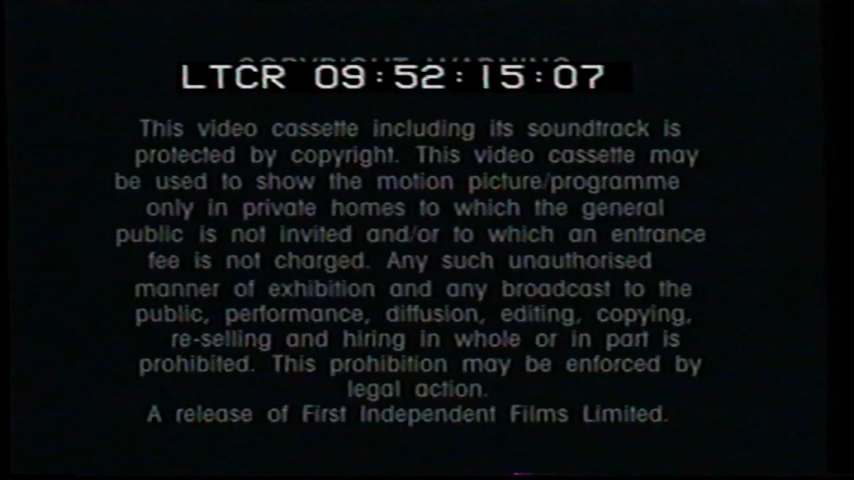 COPYRIGHT WARNING
LTCR 09:52:15:07
This video cassette including its soundtrack is
protected by copyright. This video cassette may
be used to show the motion picture/programme
only in private homes to which the general
public is not invited and/or to which an entrance
fee is not charged. Any such unauthorised
manner of exhibition and any broadcast to the
public, performance, diffusion, editing, copying,
re-selling and hiring in whole or in part is
prohibited. This prohibition may be enforced by
legal action.
A release of First Independent Films Limited.